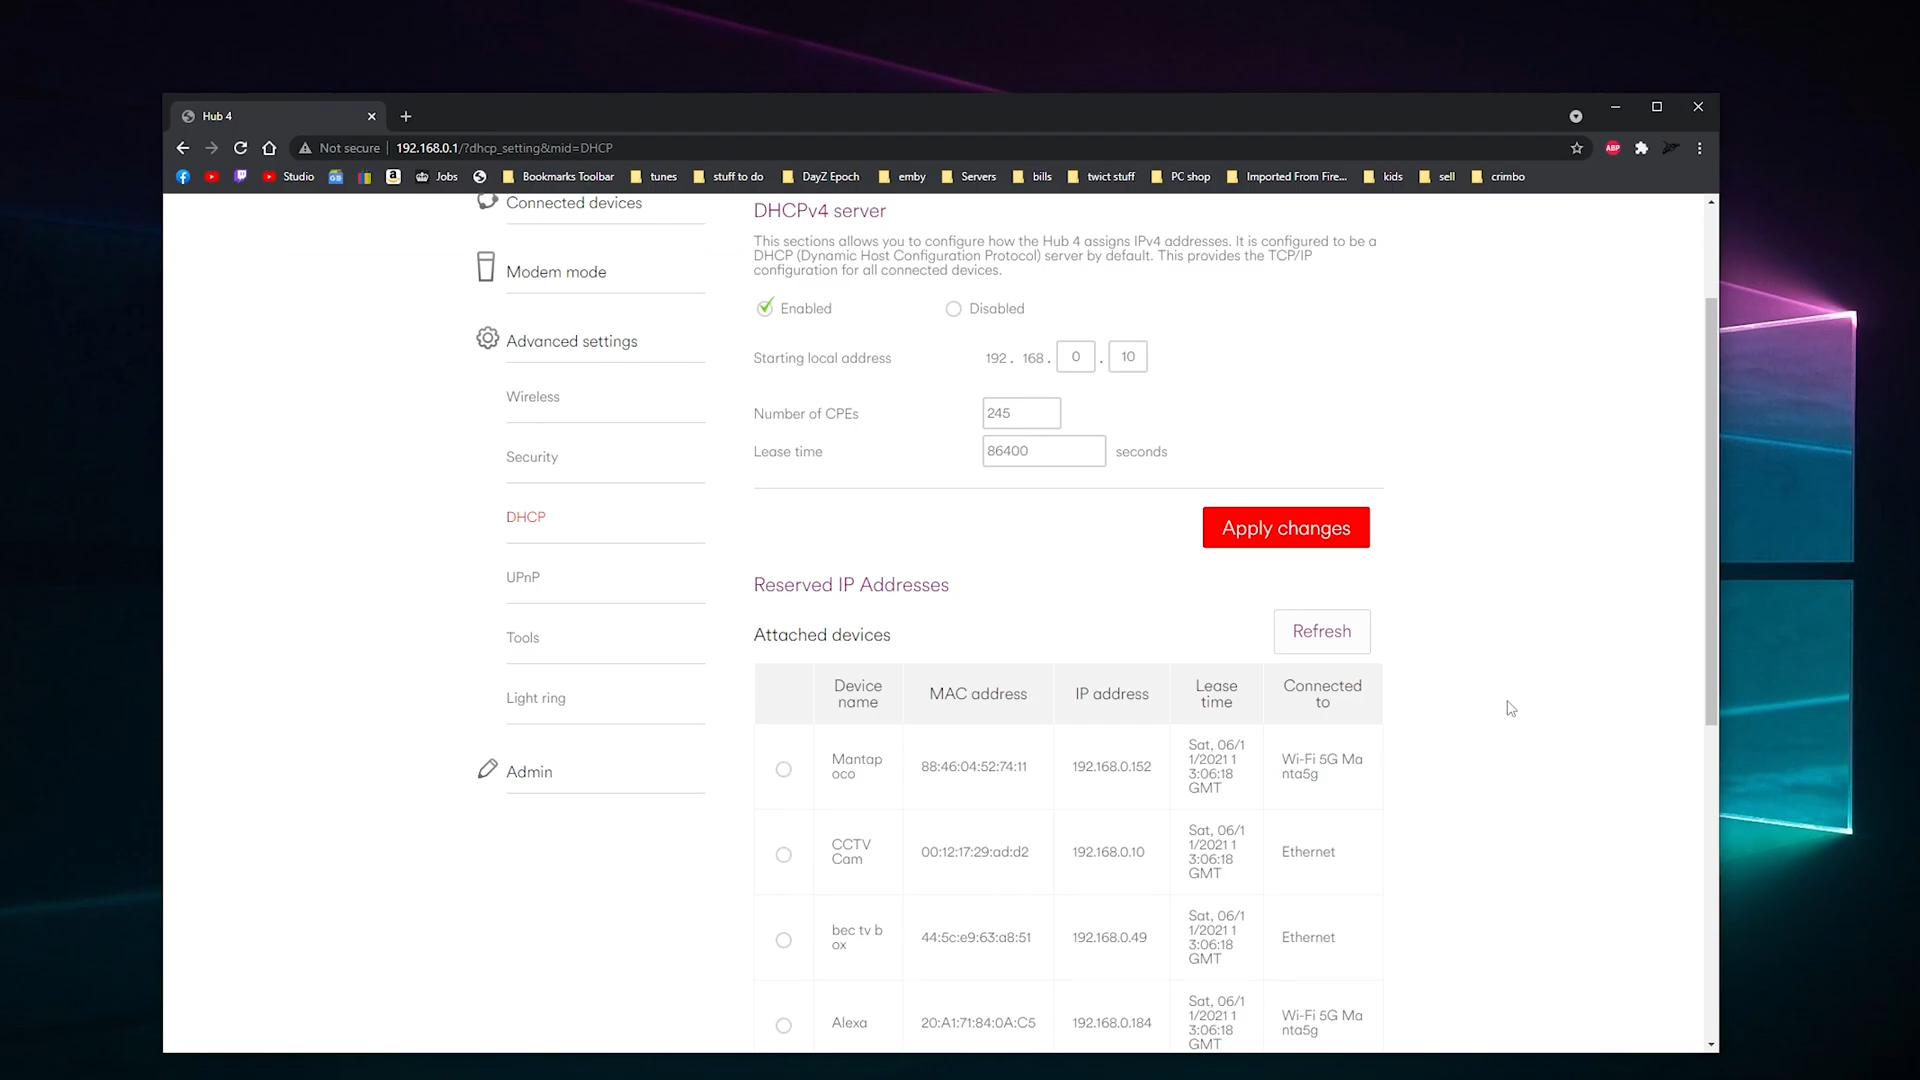 Hub 4
Not secure
192.168.0.1/?dhcp_setting&mid=DHCP
ABP
Studio
Jobs
Bookmarks Toolbar
tunes
stuff to do
DayZ Epoch
emby
Servers
bills
twict stuff
PC shop
Imported From Fire...
kids
sell
crimbo
Connected devices
Modem mode
Advanced settings
Wireless
Security
DHCP
UPnP
Tools
Light ring
Admin
DHCPv4 server
This sections allows you to configure how the Hub 4 assigns IPv4 addresses. It is configured to be a
DHCP (Dynamic Host Configuration Protocol) server by default. This provides the TCP/IP
configuration for all connected devices.
Enabled
Disabled
Starting local address
192 . 168 . 0 . 10
Number of CPEs
245
Lease time
86400
seconds
Apply changes
Reserved IP Addresses
Attached devices
Refresh
Device
name
MAC address
IP address
Lease
time
Connected
to
Mantap
oco
88:46:04:52:74:11
192.168.0.152
Sat, 06/1
1/2021 1
3:06:18
GMT
Wi-Fi 5G Ma
nta5g
CCTV
Cam
00:12:17:29:ad:d2
192.168.0.10
Sat, 06/1
1/2021 1
3:06:18
GMT
Ethernet
bec tv b
ox
44:5c:e9:63:a8:51
192.168.0.49
Sat, 06/1
1/2021 1
3:06:18
GMT
Ethernet
Alexa
20:A1:71:84:0A:C5
192.168.0.184
Sat, 06/1
1/2021 1
3:06:18
GMT
Wi-Fi 5G Ma
nta5g